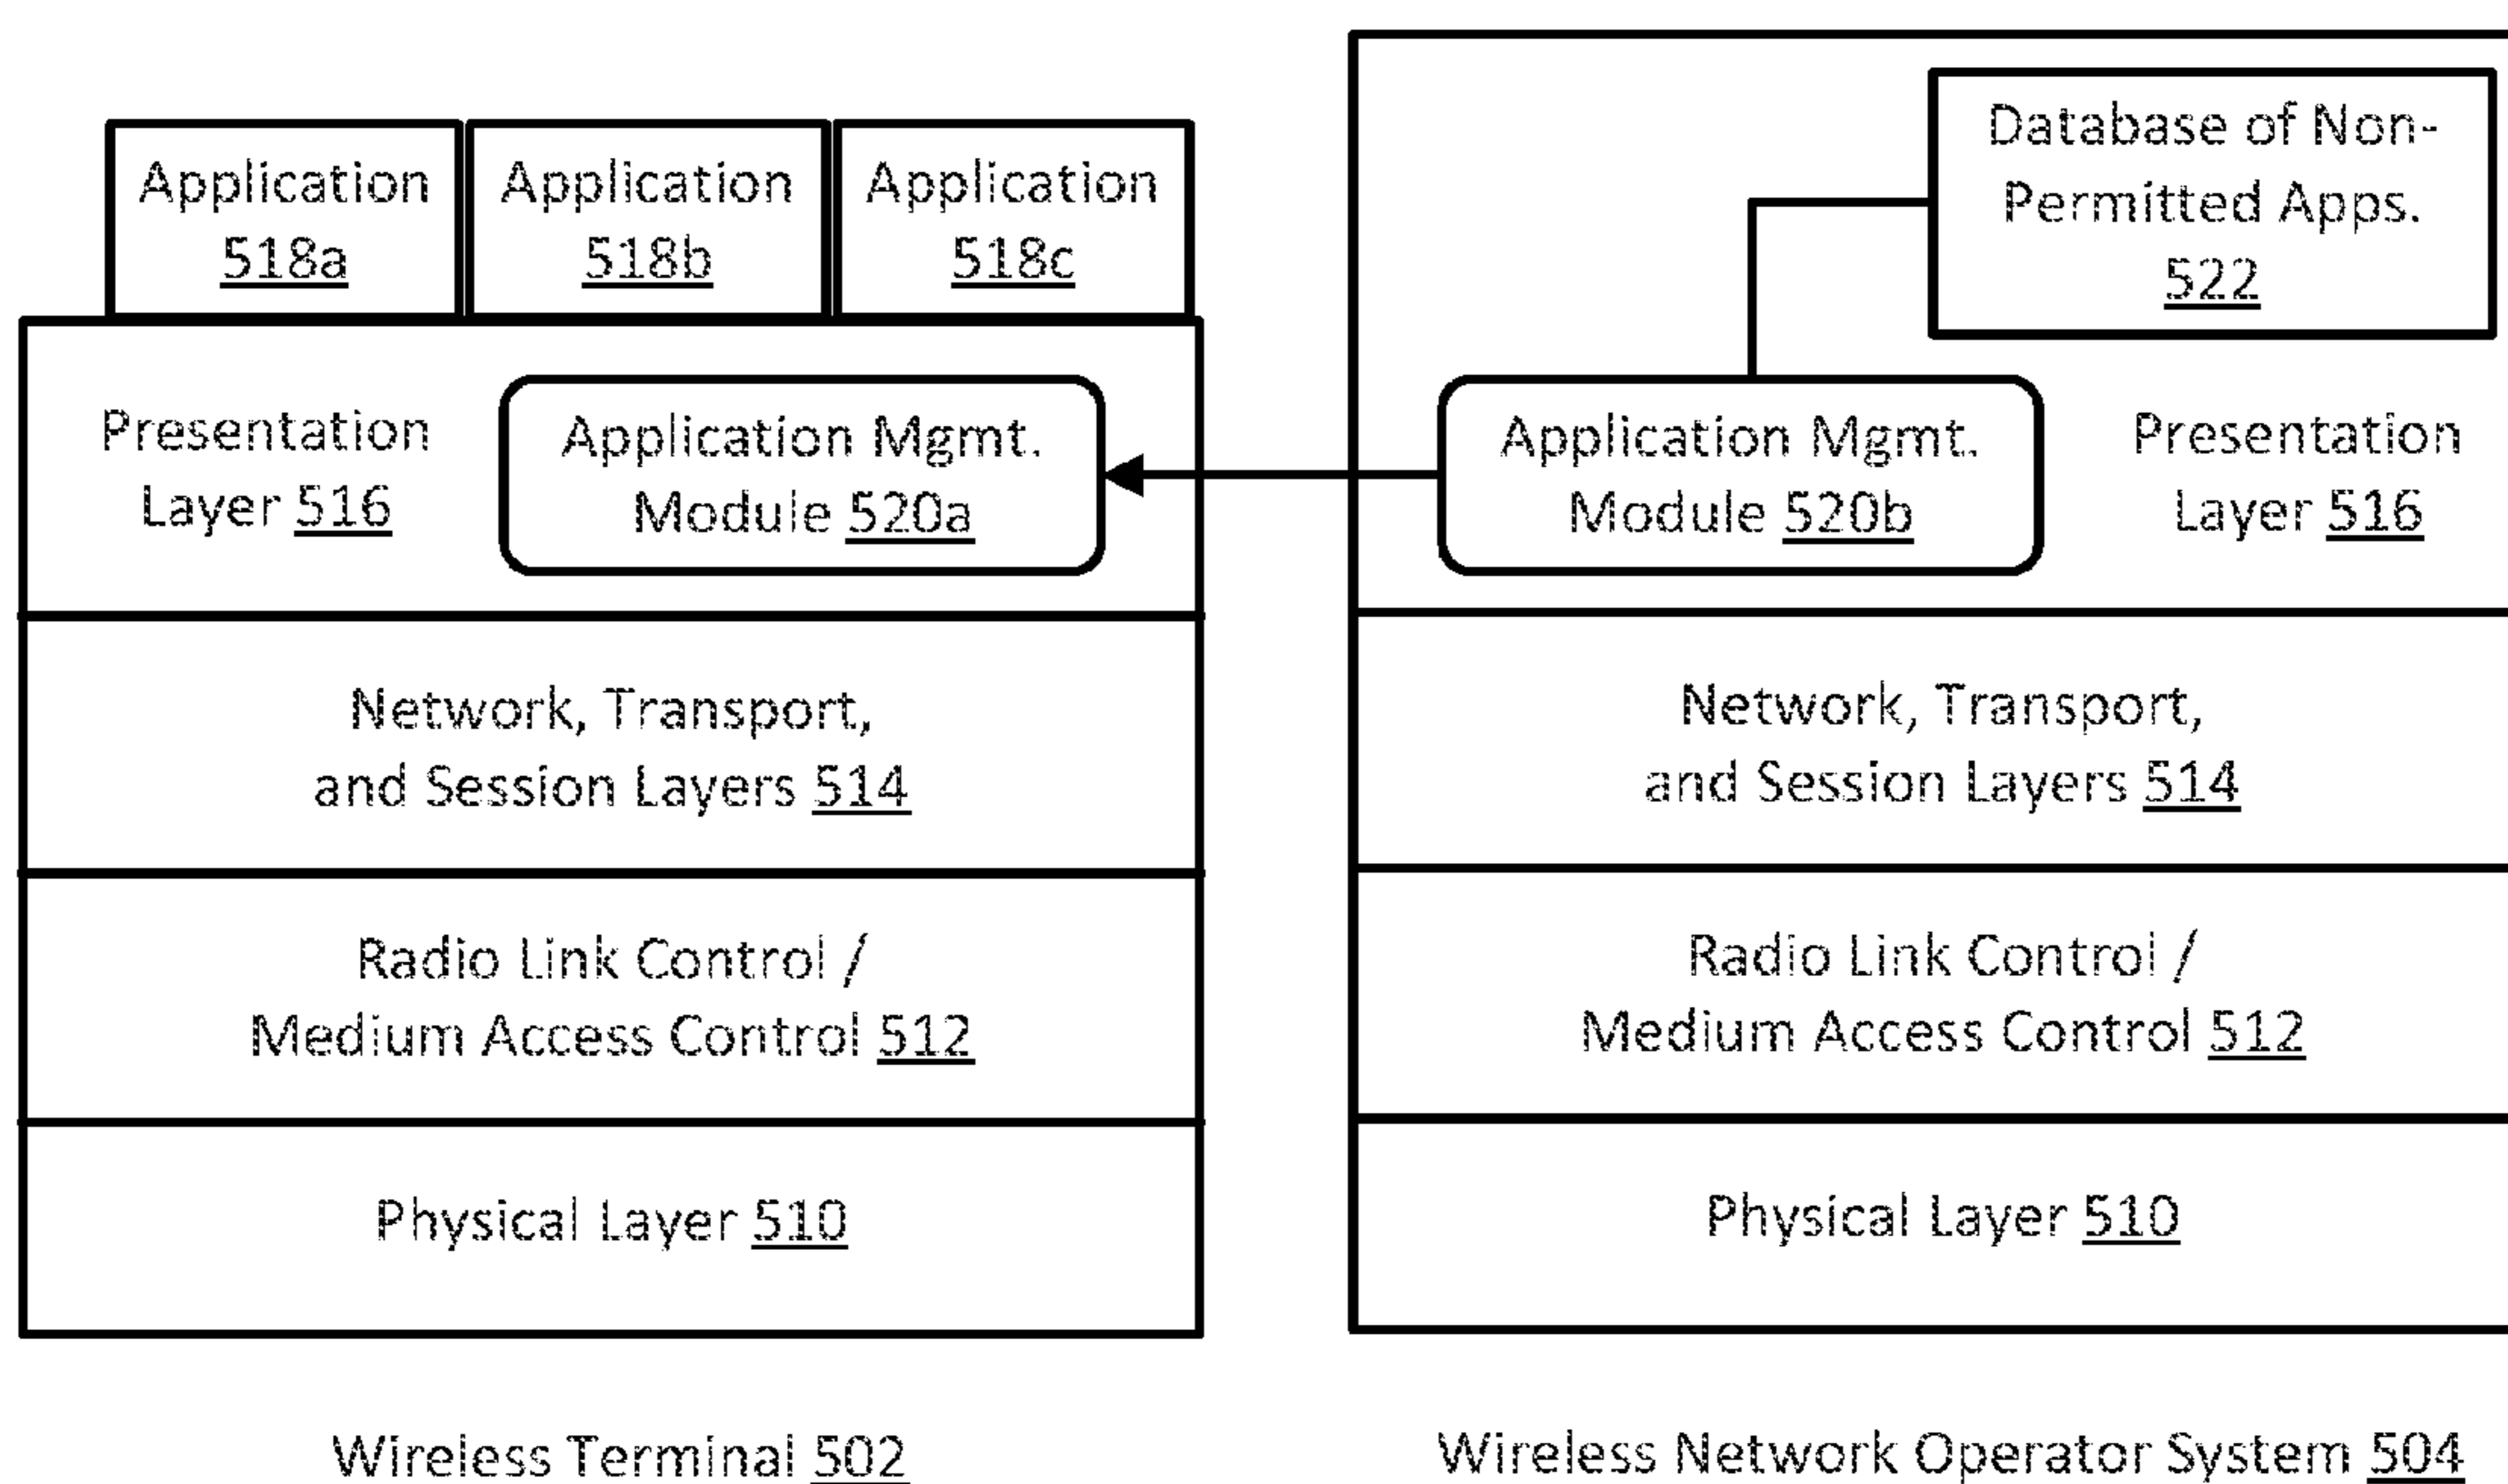 Application
518a
Application
518b
Application
518c
Presentation
Layer 516
Application Mgmt.
Module 520a
Network, Transport,
and Session Layers 514
Radio Link Control /
Medium Access Control 512
Physical Layer 510
Wireless Terminal 502
Database of Non-
Permitted Apps.
522
Application Mgmt.
Module 520b
Presentation
Layer 516
Network, Transport,
and Session Layers 514
Radio Link Control /
Medium Access Control 512
Physical Layer 510
Wireless Network Operator System 504